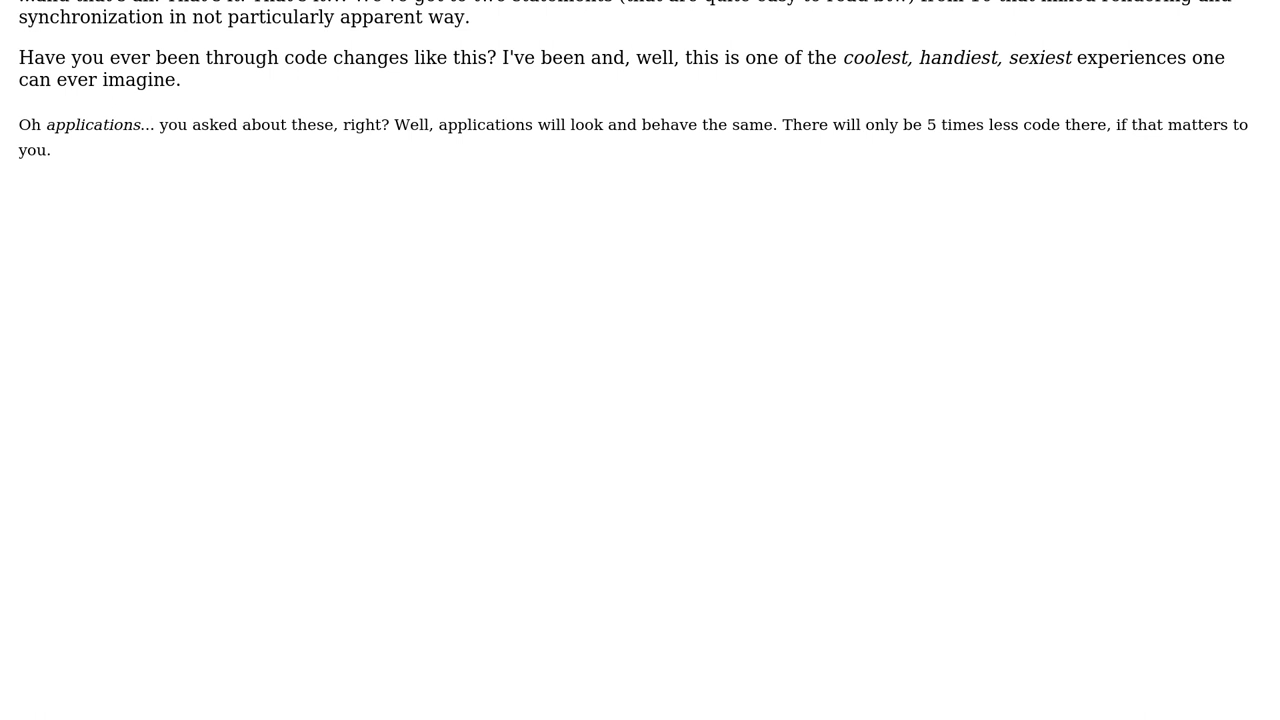 synchronization in not particularly apparent way.
Have you ever been through code changes like this? I've been and, well, this is one of the coolest, handiest, sexiest experiences one
can ever imagine.
Oh applications... you asked about these, right? Well, applications will look and behave the same. There will only be 5 times less code there, if that matters to
you.